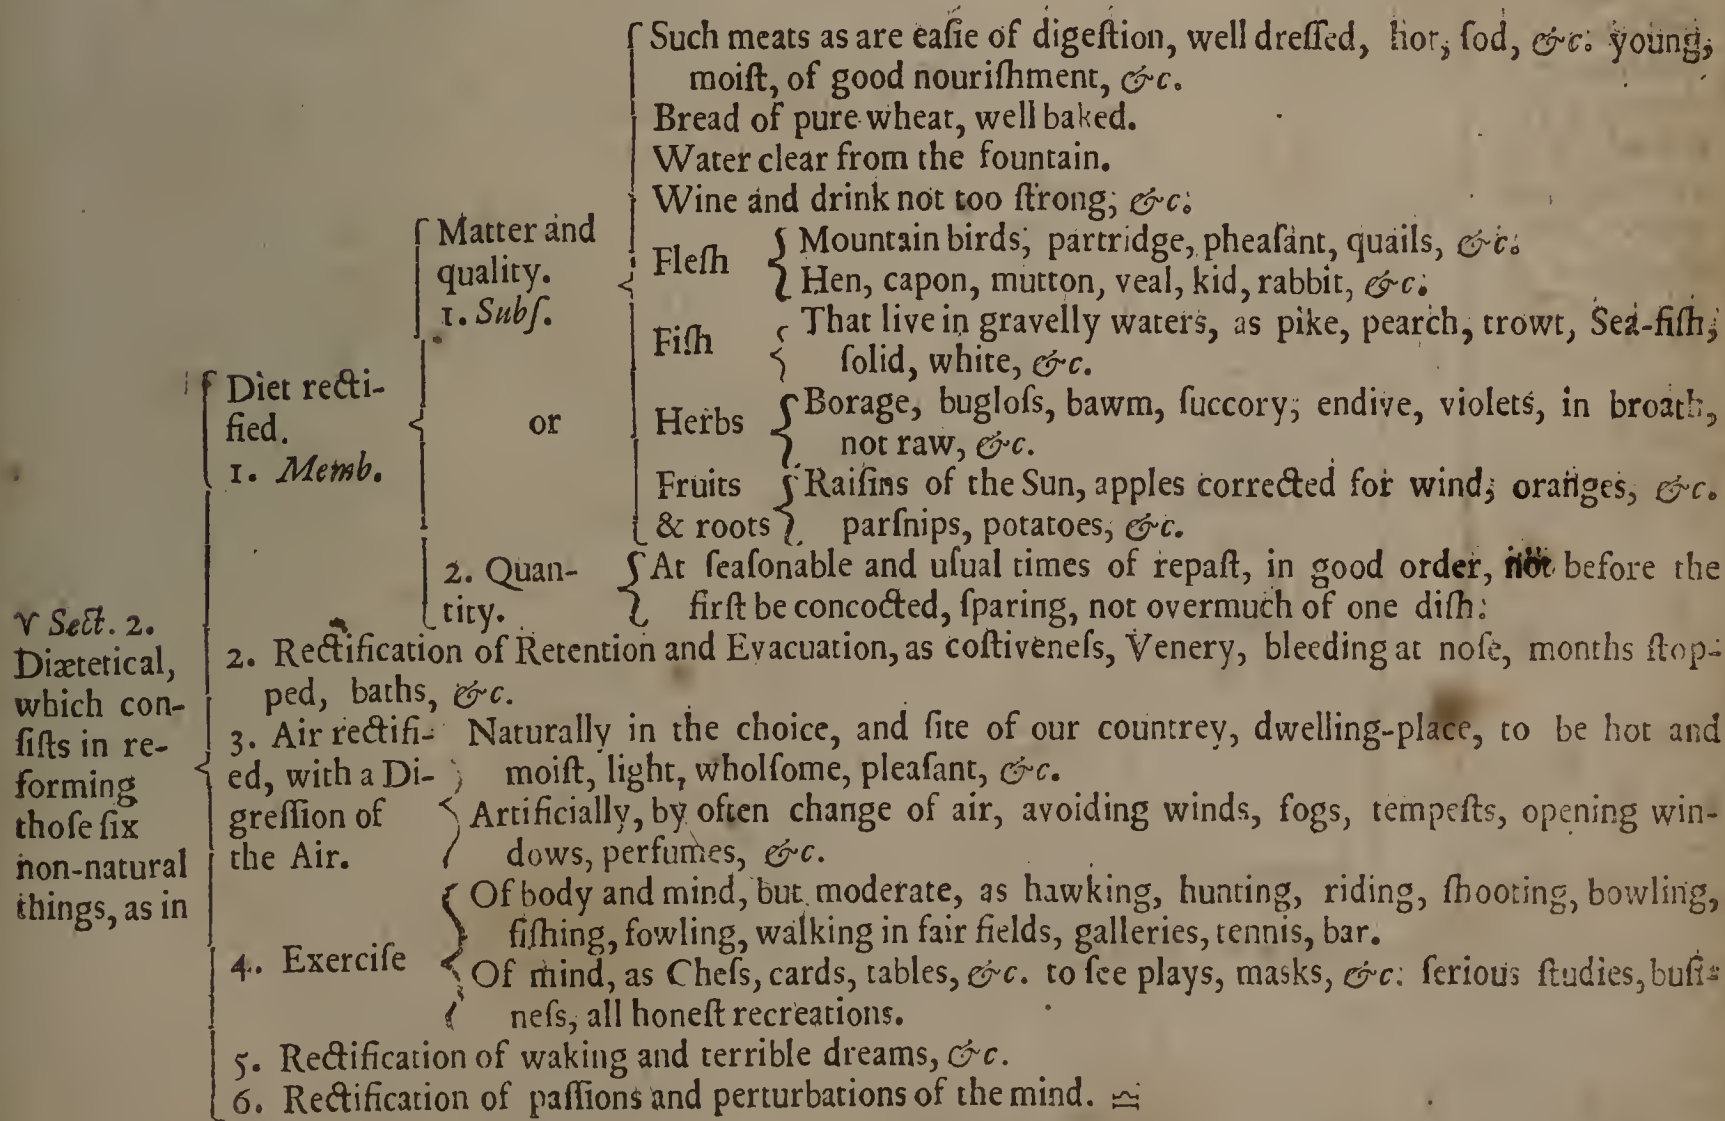 Such meats as are eaſie of digeſtion, well dreſſed, hot, ſod, &c. young,
moiſt, of good nouriſhment, &c.
Bread of pure wheat, well baked.
Water clear from the fountain.
Wine and drink not too ſtrong, &c.
Matter and
quality.
1. Subſ.
Fleſh
Mountain birds, partridge, pheaſant, quails, &c.
Hen, capon, mutton, veal, kid, rabbit, &c.
Fiſh
That live in gravelly waters, as pike, pearch, trowt, Sea-fiſh,
ſolid, white, &c.
Diet recti-
fied.
1. Memb.
or
Herbs
Borage, bugloſs, bawm, ſuccory, endive, violets, in broath,
not raw, &c.
Fruits
& roots
Raiſins of the Sun, apples corrected for wind, oranges, &c.
parſnips, potatoes, &c.
2. Quan-
tity.
At ſeaſonable and uſual times of repaſt, in good order, not before the
firſt be concocted, ſparing, not overmuch of one diſh.
♈ Sect. 2.
Diætetical,
which con-
ſiſts in re-
forming
thoſe ſix
non-natural
things, as in
2. Rectification of Retention and Evacuation, as coſtiveneſs, Venery, bleeding at noſe, months ſtop-
ped, baths, &c.
3. Air rectifi-
ed, with a Di-
greſſion of
the Air.
Naturally in the choice, and ſite of our countrey, dwelling-place, to be hot and
moiſt, light, wholſome, pleaſant, &c.
Artificially, by often change of air, avoiding winds, fogs, tempeſts, opening win-
dows, perfumes, &c.
4. Exerciſe
Of body and mind, but moderate, as hawking, hunting, riding, ſhooting, bowling,
fiſhing, fowling, walking in fair fields, galleries, tennis, bar.
Of mind, as Cheſs, cards, tables, &c. to ſee plays, masks, &c. ſerious ſtudies, buſi-
neſs, all honeſt recreations.
5. Rectification of waking and terrible dreams, &c.
6. Rectification of paſſions and perturbations of the mind. ♎